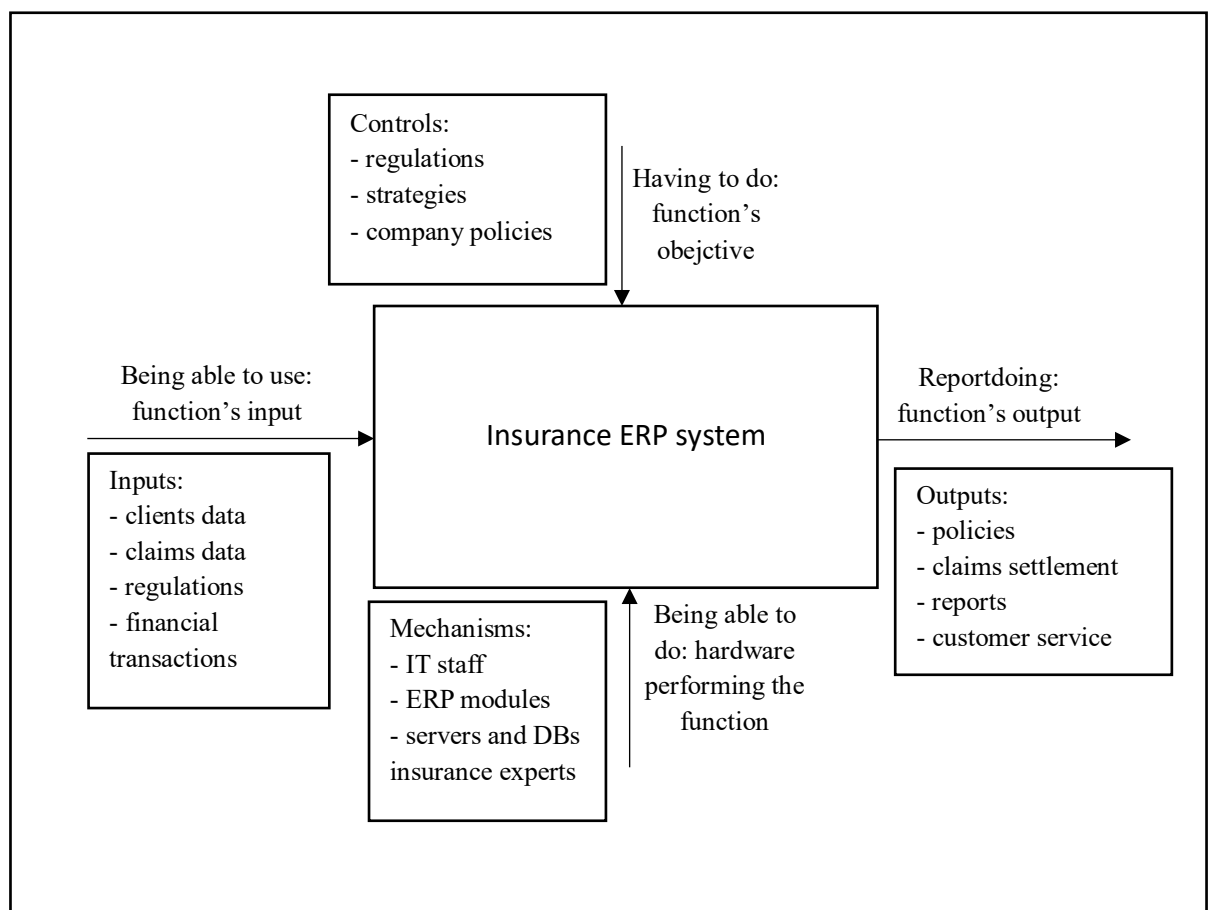 Controls:
- regulations
- strategies
- company policies
Having to do:
function’s
obejctive
Being able to use:
function’s input
Insurance ERP system
Reportdoing:
function’s output
Inputs:
- clients data
- claims data
- regulations
- financial
transactions
Mechanisms:
- IT staff
- ERP modules
- servers and DBs
insurance experts
Being able to
do: hardware
performing the
function
Outputs:
- policies
- claims settlement
- reports
- customer service